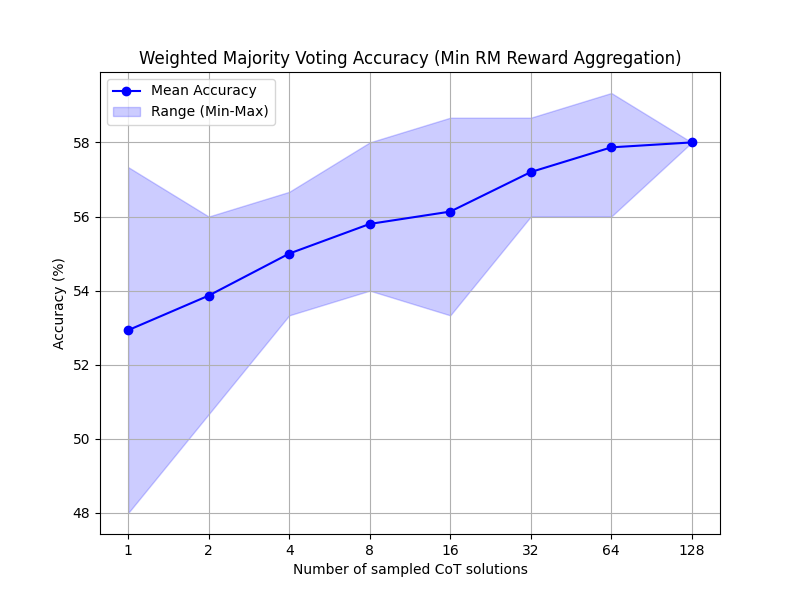 Weighted Majority Voting Accuracy (Min RM Reward Aggregation)
Mean Accuracy
Range (Min-Max)
Accuracy (%)
58
56
54
52
50
48
1 2 4 8 16 32 64 128
Number of sampled CoT solutions